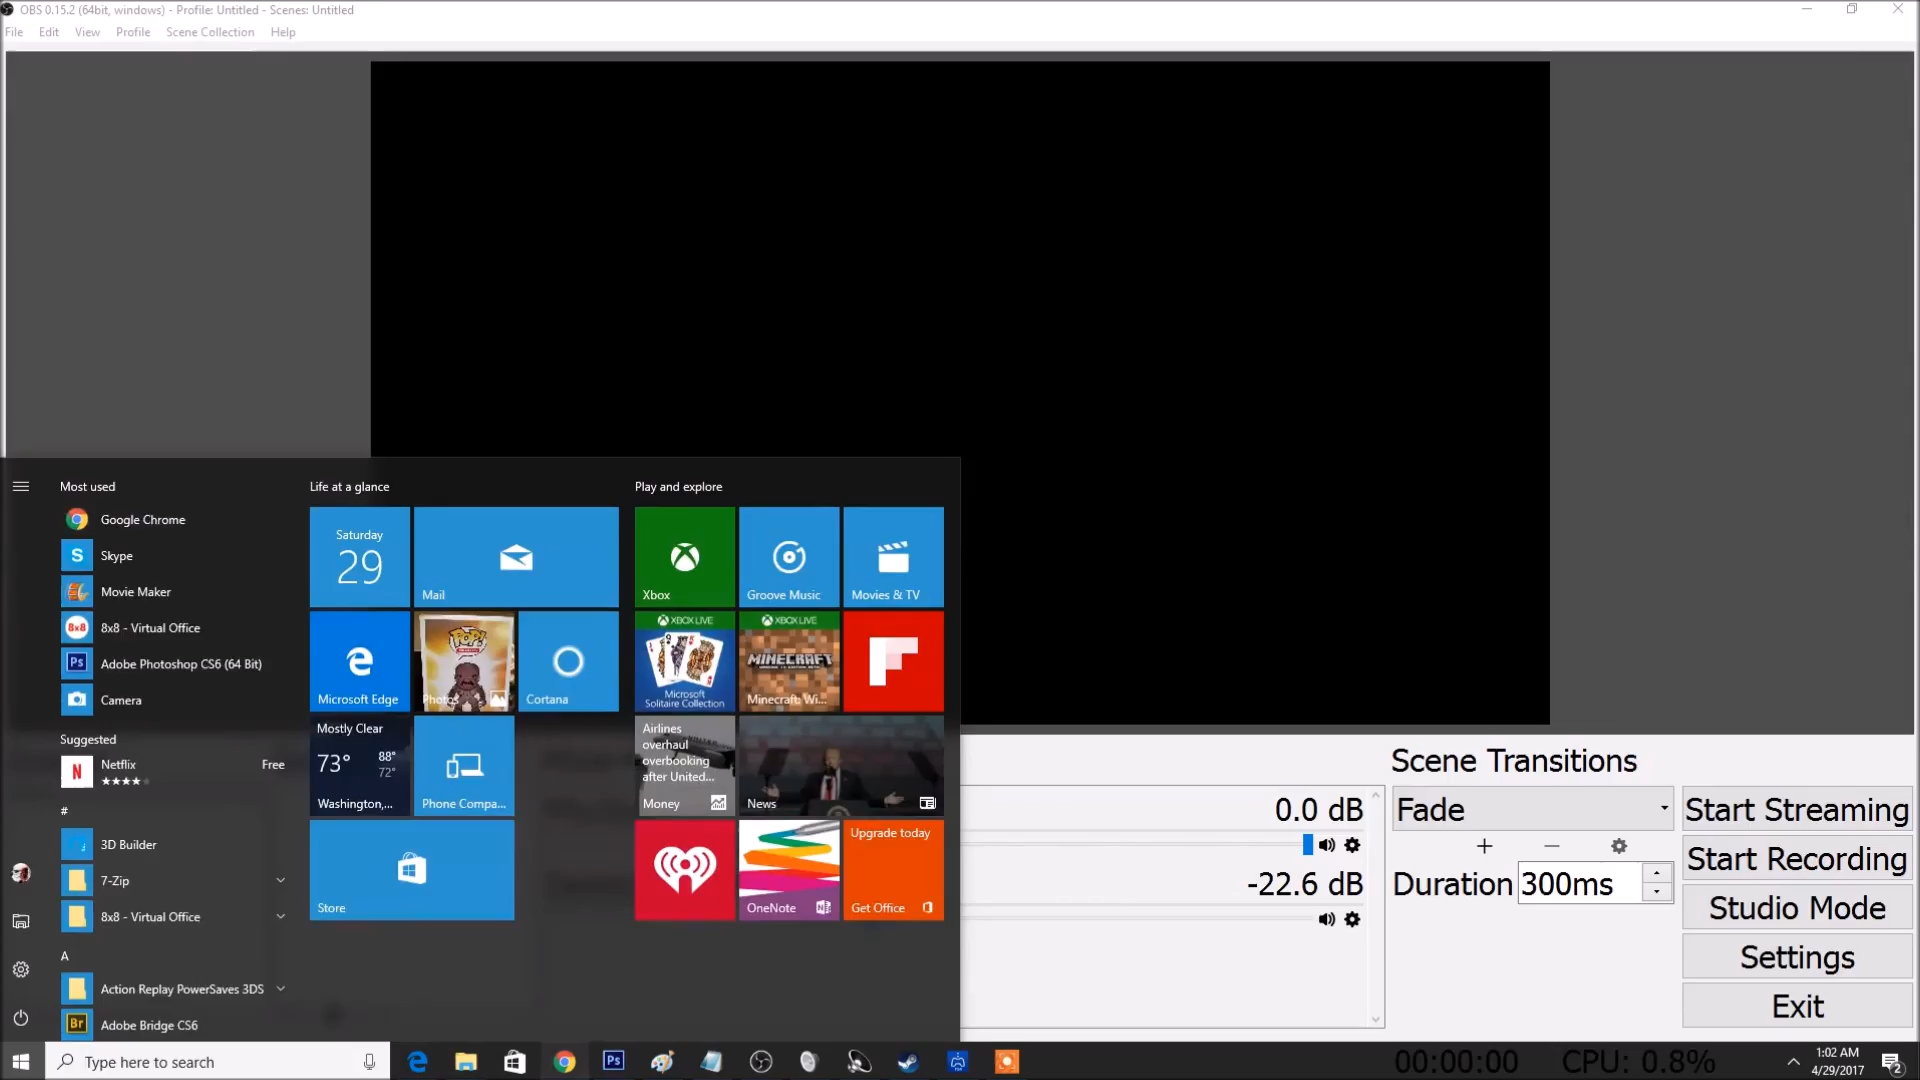 OBS 0.15.2 (64bit, windows) - Profile: Untitled - Scenes: Untitled
File Edit View Profile Scene Collection Help
Most used
Google Chrome
S
Skype
Movie Maker
8x8
8x8 - Virtual Office
Ps
Adobe Photoshop CS6 (64 Bit)
Camera
Suggested
N
Netflix
Free
#
3D Builder
7-Zip
8x8 - Virtual Office
A
Action Replay PowerSaves 3DS
Br
Adobe Bridge CS6
Life at a glance
Saturday
29
Mail
Microsoft Edge
POP!
Photos
Cortana
Mostly Clear
73°
88°
72°
Washington,...
Phone Compa...
Store
Play and explore
Xbox
Groove Music
Movies & TV
XBOX LIVE
Microsoft
Solitaire Collection
XBOX LIVE
MINECRAFT
Minecraft: Wi...
Airlines
overhaul
overbooking
after United...
Money
News
OneNote
Upgrade today
Get Office
0.0 dB
-22.6 dB
Scene Transitions
Fade
Duration 300ms
Start Streaming
Start Recording
Studio Mode
Settings
Exit
Type here to search
Ps
00:00:00
CPU: 0.8%
1:02 AM
4/29/2017
2